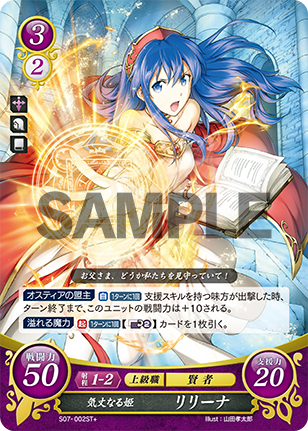 3
2
SAMPLE
お父さま、どうか私たちを見守っていて！
オスティアの盟主 自 1ターンに1回 支援スキルを持つ味方が出撃した時、
ターン終了まで、このユニットの戦闘力は＋10される。
溢れる魔力 起 1ターンに1回 【2】カードを1枚引く。
戦闘力 50
射程 1-2 上級職 賢者
支援力 20
気丈なる姫 リリーナ
S07-002ST+ Illust：山田孝太郎